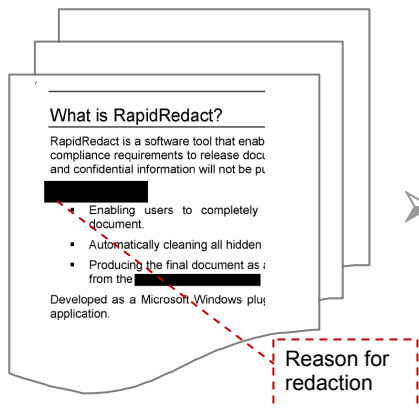 What is RapidRedact?
RapidRedact is a software tool that enab
compliance requirements to release docu
and confidential information will not be pu
▪ Enabling users to completely
document.
▪ Automatically cleaning all hidden
▪ Producing the final document as a
from the
Developed as a Microsoft Windows plug
application.
Reason for
redaction